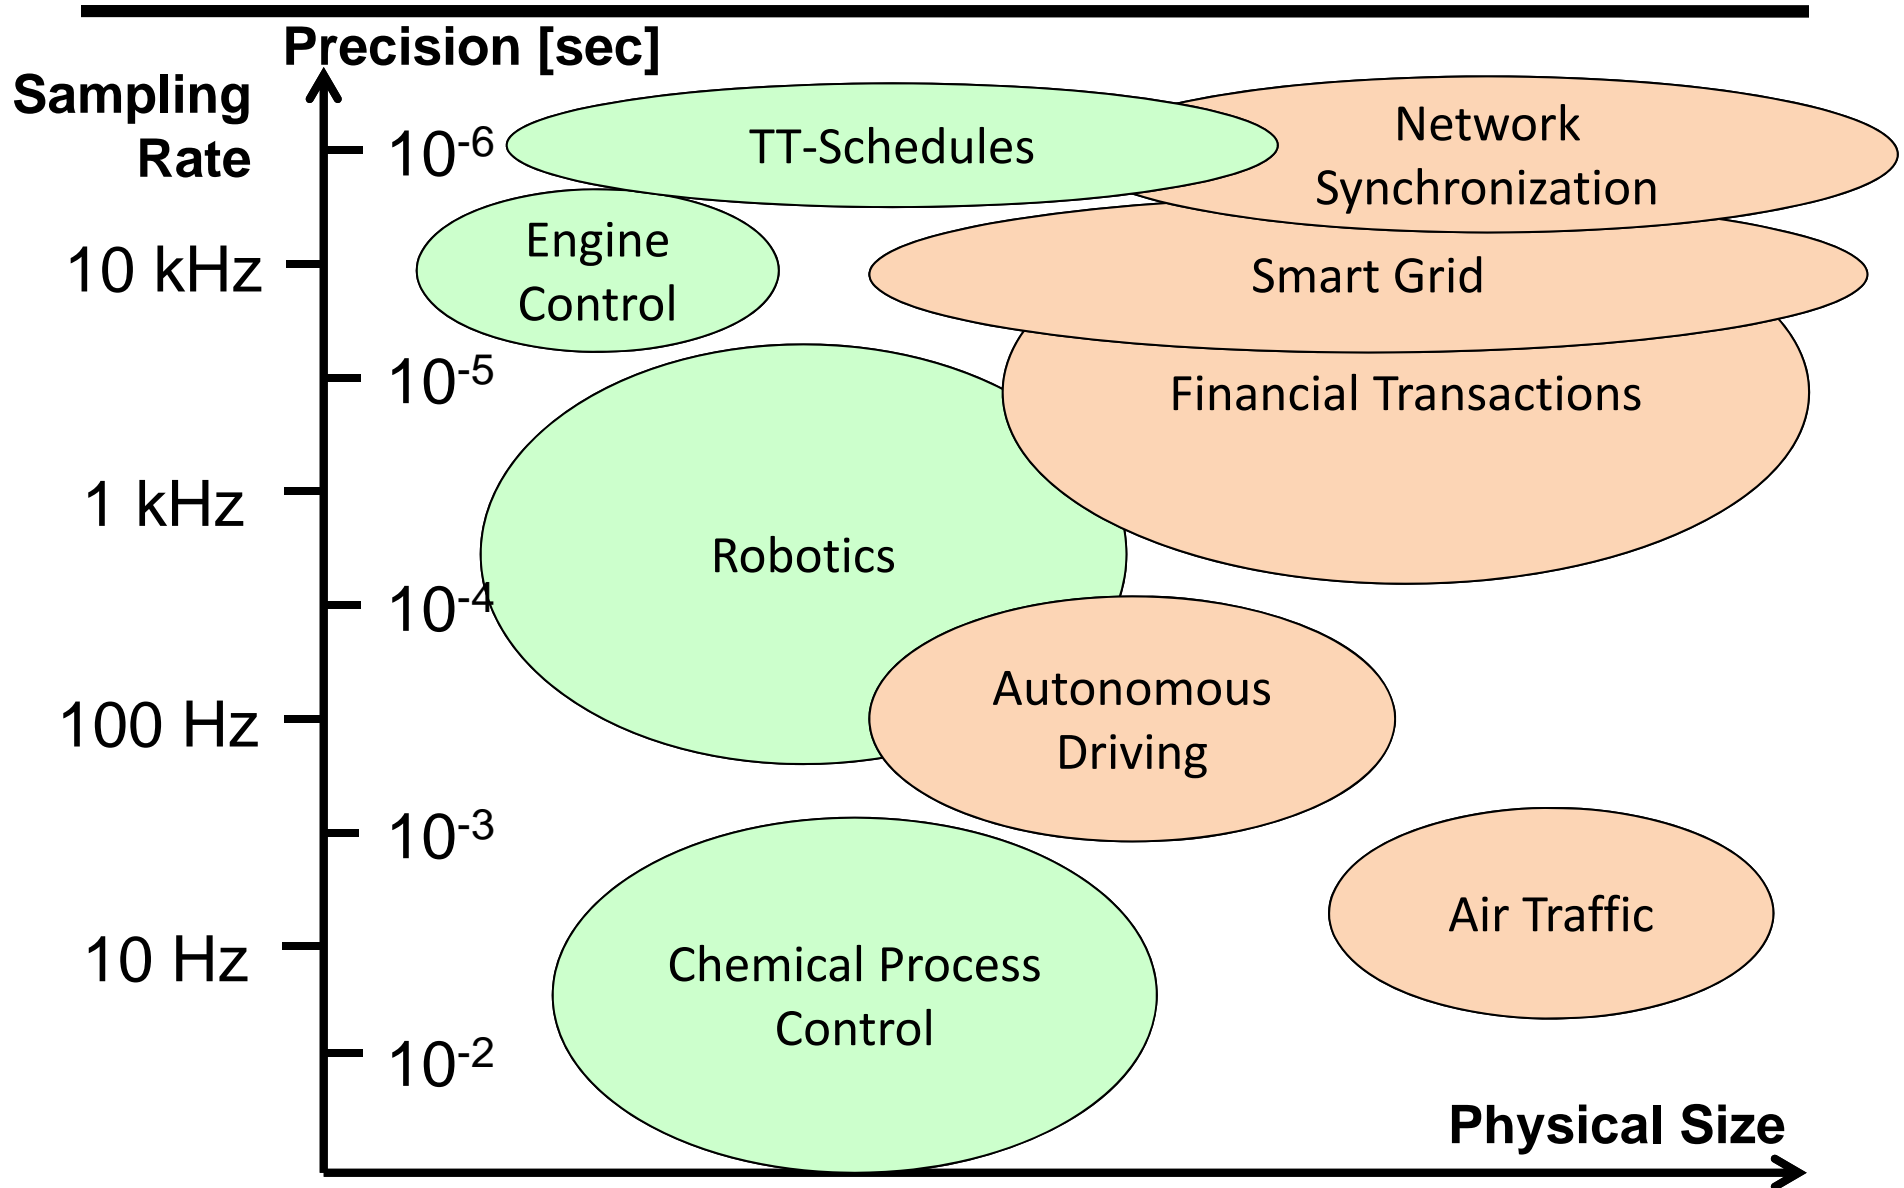 Precision [sec]
Sampling
Rate
10-6
TT-Schedules
Network
Synchronization
Engine
Control
10 kHz
Smart Grid
10-5
Financial Transactions
1 kHz
Robotics
10-4
Autonomous
Driving
100 Hz
10-3
Air Traffic
10 Hz
Chemical Process
Control
10-2
Physical Size